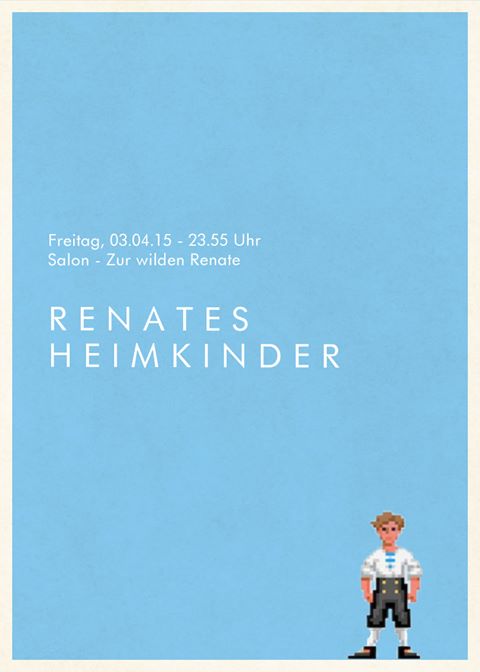 Freitag, 03.04.15 - 23.55 Uhr
Salon - Zur wilden Renate
RENATES
HEIMKINDER